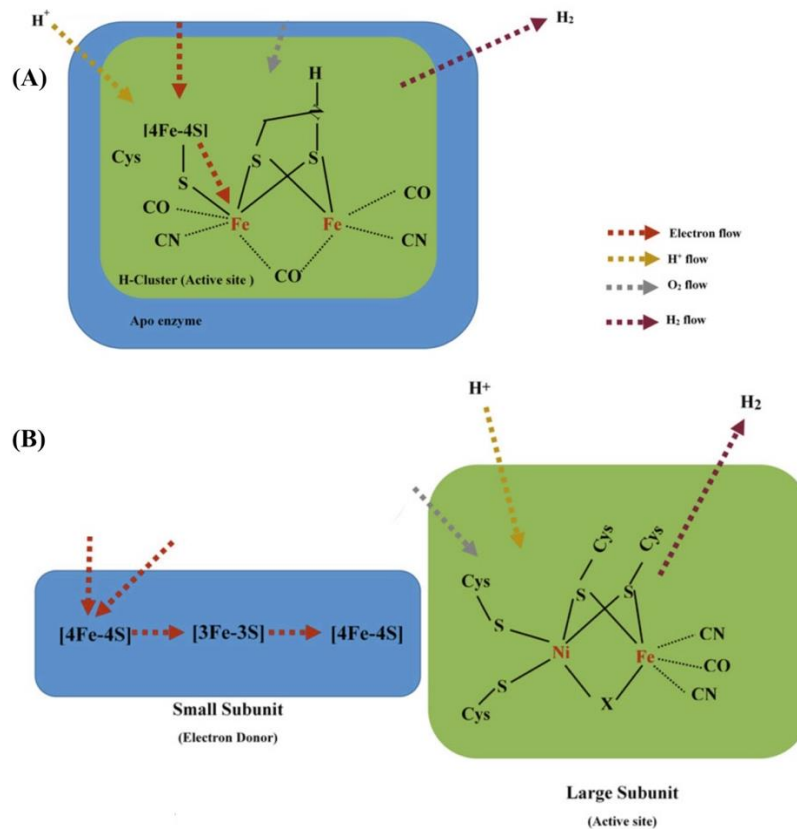 H+
H2
(A)
H
[4Fe-4S]
Cys
S
S
S
CO
CO
Fe
Fe
CN
CN
CO
H-Cluster (Active site )
Apo enzyme
Electron flow
H+ flow
O2 flow
H2 flow
H+
H2
(B)
Cys
Cys
Cys
S
S
S
CN
[4Fe-4S]
[3Fe-3S]
[4Fe-4S]
Ni
Fe
CO
S
CN
Cys
X
Small Subunit
(Electron Donor)
Large Subunit
(Active site)